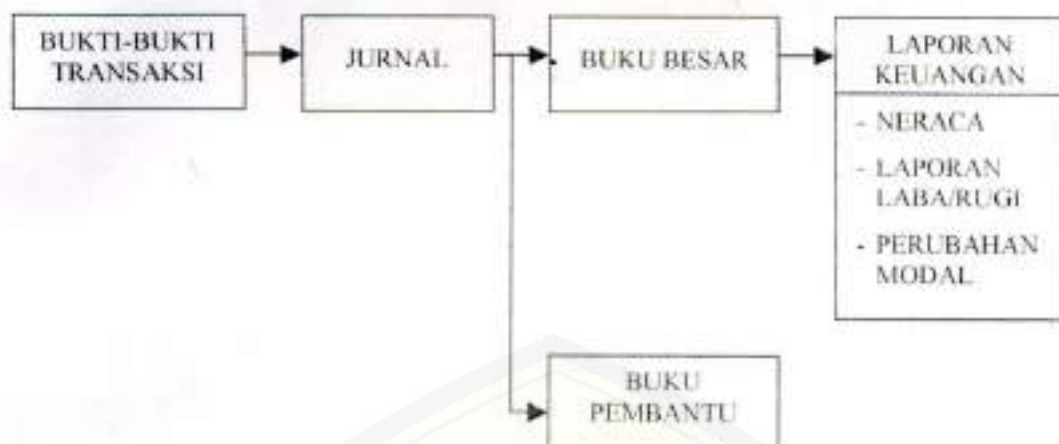 BUKTI-BUKTI
TRANSAKSI
JURNAL
BUKU BESAR
LAPORAN
KEUANGAN
- NERACA
- LAPORAN
LABA/RUGI
- PERUBAHAN
MODAL
BUKU
PEMBANTU